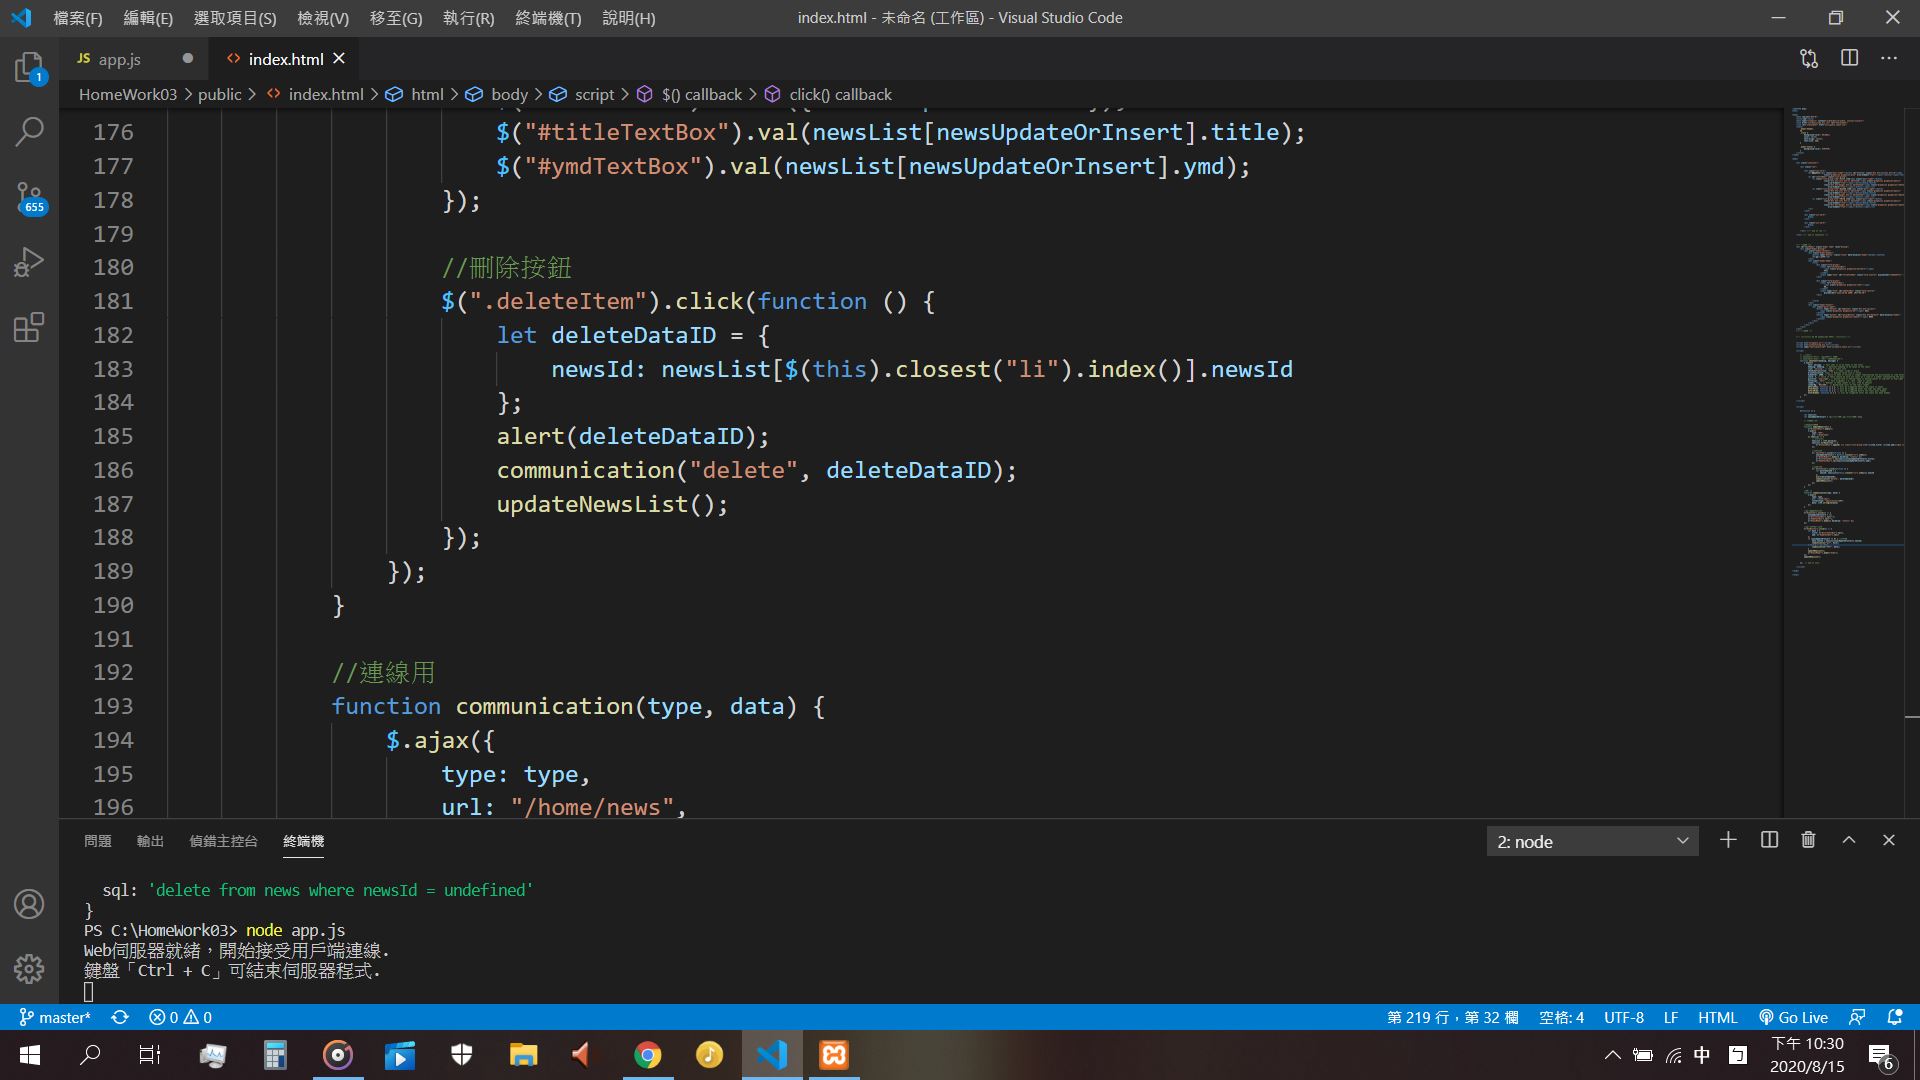 檔案(F) 編輯(E) 選取項目(S) 檢視(V) 移至(G) 執行(R) 終端機(T) 說明(H) index.html - 未命名 (工作區) - Visual Studio Code
JS app.js index.html
HomeWork03 > public > index.html > html > body > script > $() callback > click() callback
176 $("#titleTextBox").val(newsList[newsUpdateOrInsert].title);
177 $("#ymdTextBox").val(newsList[newsUpdateOrInsert].ymd);
178 });
179
180 //刪除按鈕
181 $(".deleteItem").click(function () {
182 let deleteDataID = {
183 newsId: newsList[$(this).closest("li").index()].newsId
184 };
185 alert(deleteDataID);
186 communication("delete", deleteDataID);
187 updateNewsList();
188 });
189 });
190 }
191
192 //連線用
193 function communication(type, data) {
194 $.ajax({
195 type: type,
196 url: "/home/news",
1
655
問題 輸出 偵錯主控台 終端機 2: node
sql: 'delete from news where newsId = undefined'
}
PS C:\HomeWork03> node app.js
Web伺服器就緒，開始接受用戶端連線.
鍵盤「Ctrl + C」可結束伺服器程式.
master* 0 0 第 219 行，第 32 欄 空格: 4 UTF-8 LF HTML Go Live
中 下午 10:30
2020/8/15 6